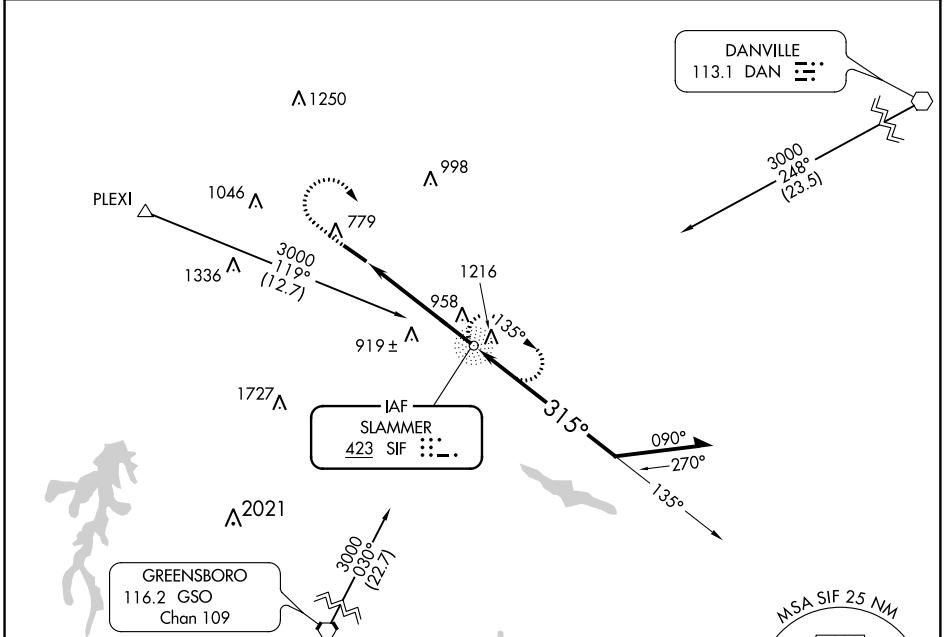 DANVILLE
113.1 DAN
1250
998
3000
248°
(23.5)
1046
PLEXI
779
3000
119°
(12.7)
1336
1216
958
135°
919 ±
1727
IAF
SLAMMER
423 SIF
315°
090°
270°
135°
2021
3000
030°
(22.7)
GREENSBORO
116.2 GSO
Chan 109
MSA SIF 25 NM